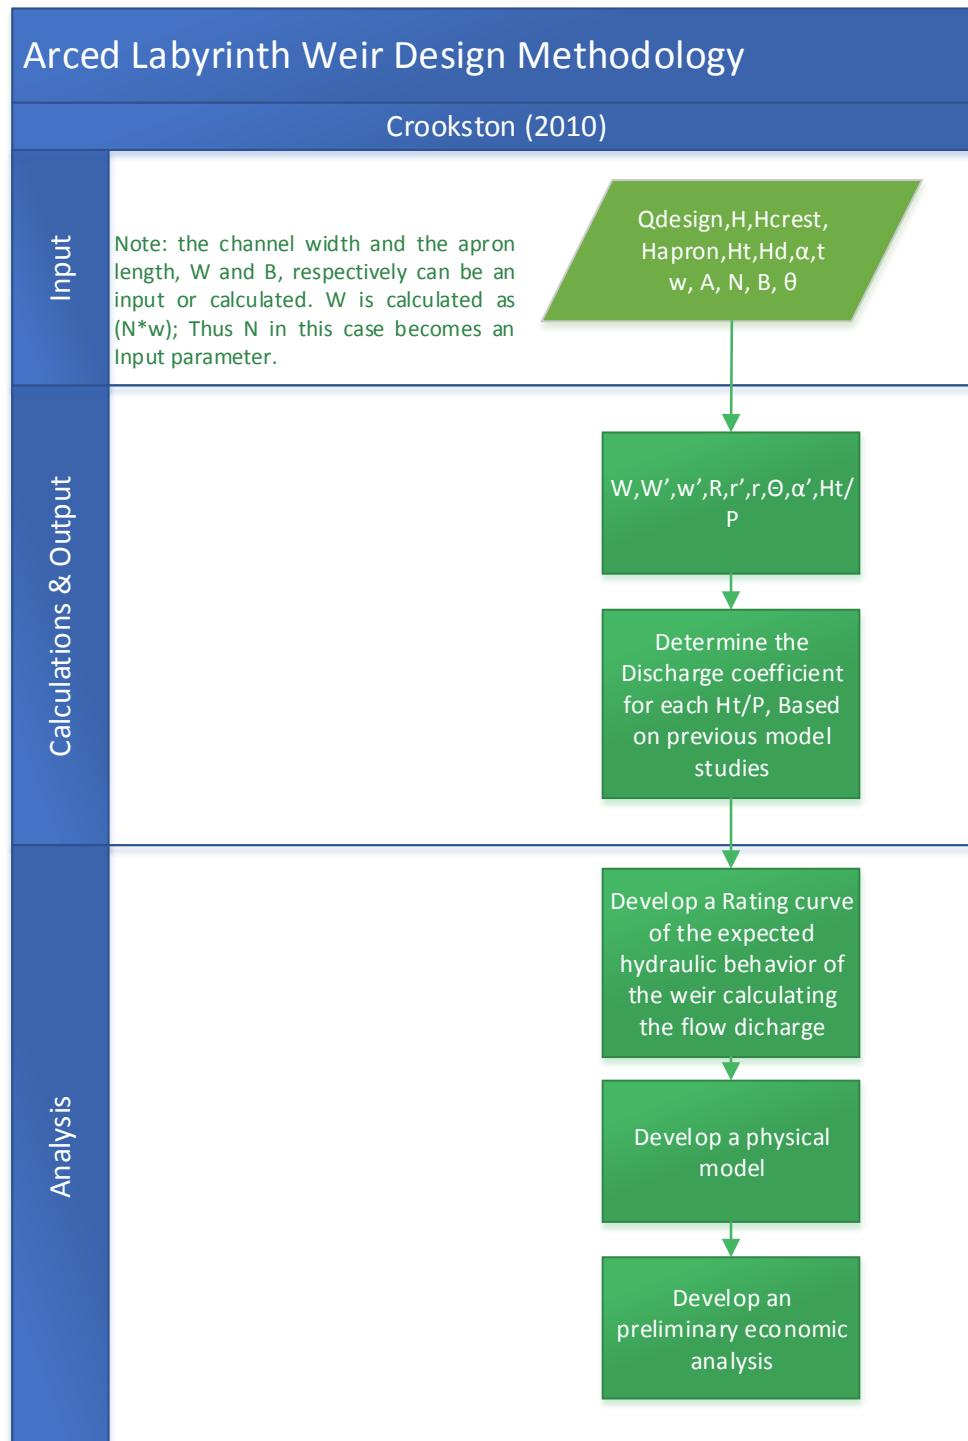 Arced Labyrinth Weir Design Methodology
Crookston (2010)
Input
Note: the channel width and the apron
length, W and B, respectively can be an
input or calculated. W is calculated as
(N*w); Thus N in this case becomes an
Input parameter.
Qdesign,H,Hcrest,
Hapron,Ht,Hd,α,t
w, A, N, B, θ
Calculations & Output
W,W’,w’,R,r’,r,Θ,α’,Ht/
P
Determine the
Discharge coefficient
for each Ht/P, Based
on previous model
studies
Analysis
Develop a Rating curve
of the expected
hydraulic behavior of
the weir calculating
the flow dicharge
Develop a physical
model
Develop an
preliminary economic
analysis